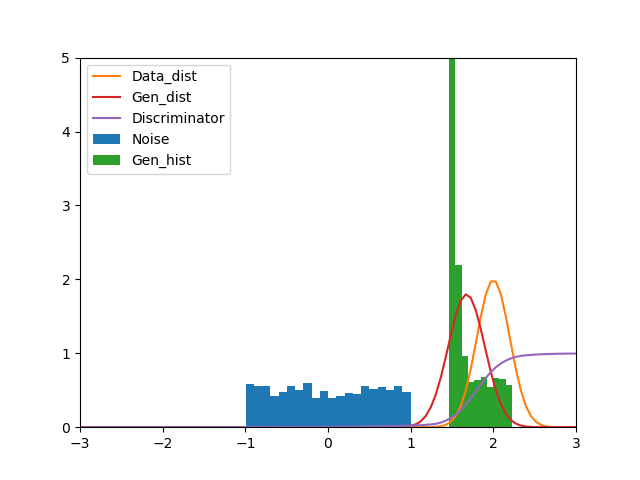 5
4
3
2
1
0
−3
−2
−1
0
1
2
3
Data_dist
Gen_dist
Discriminator
Noise
Gen_hist